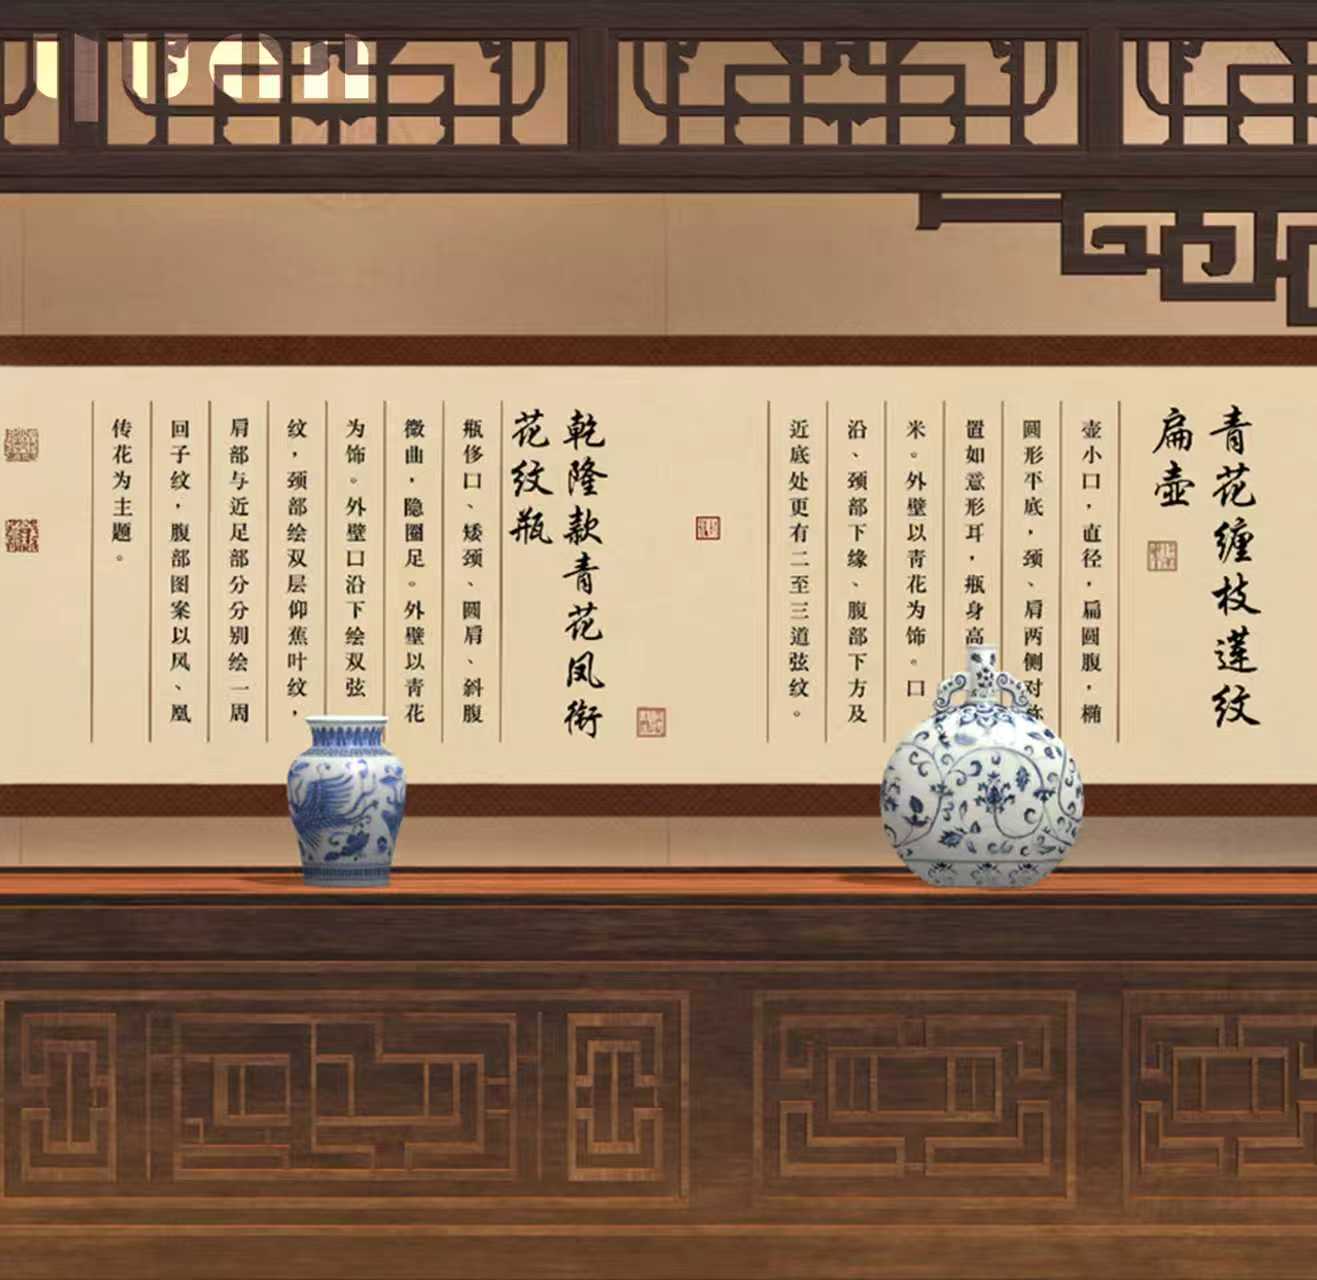 青花缠枝莲纹
扁壶
壶小口，直径，扁圆腹，椭
圆形平底，颈、肩两侧对称
置如意形耳，瓶身高
米。外壁以青花为饰。口
沿、颈部下缘、腹部下方及
近底处更有二至三道弦纹。
乾隆款青花凤衔
花纹瓶
瓶侈口、矮颈、圆肩、斜腹
微曲，隐圈足。外壁以青花
为饰。外壁口沿下绘双弦
纹，颈部绘双层仰蕉叶纹，
肩部与近足部分分别绘一周
回子纹，腹部图案以凤、凰
传花为主题。